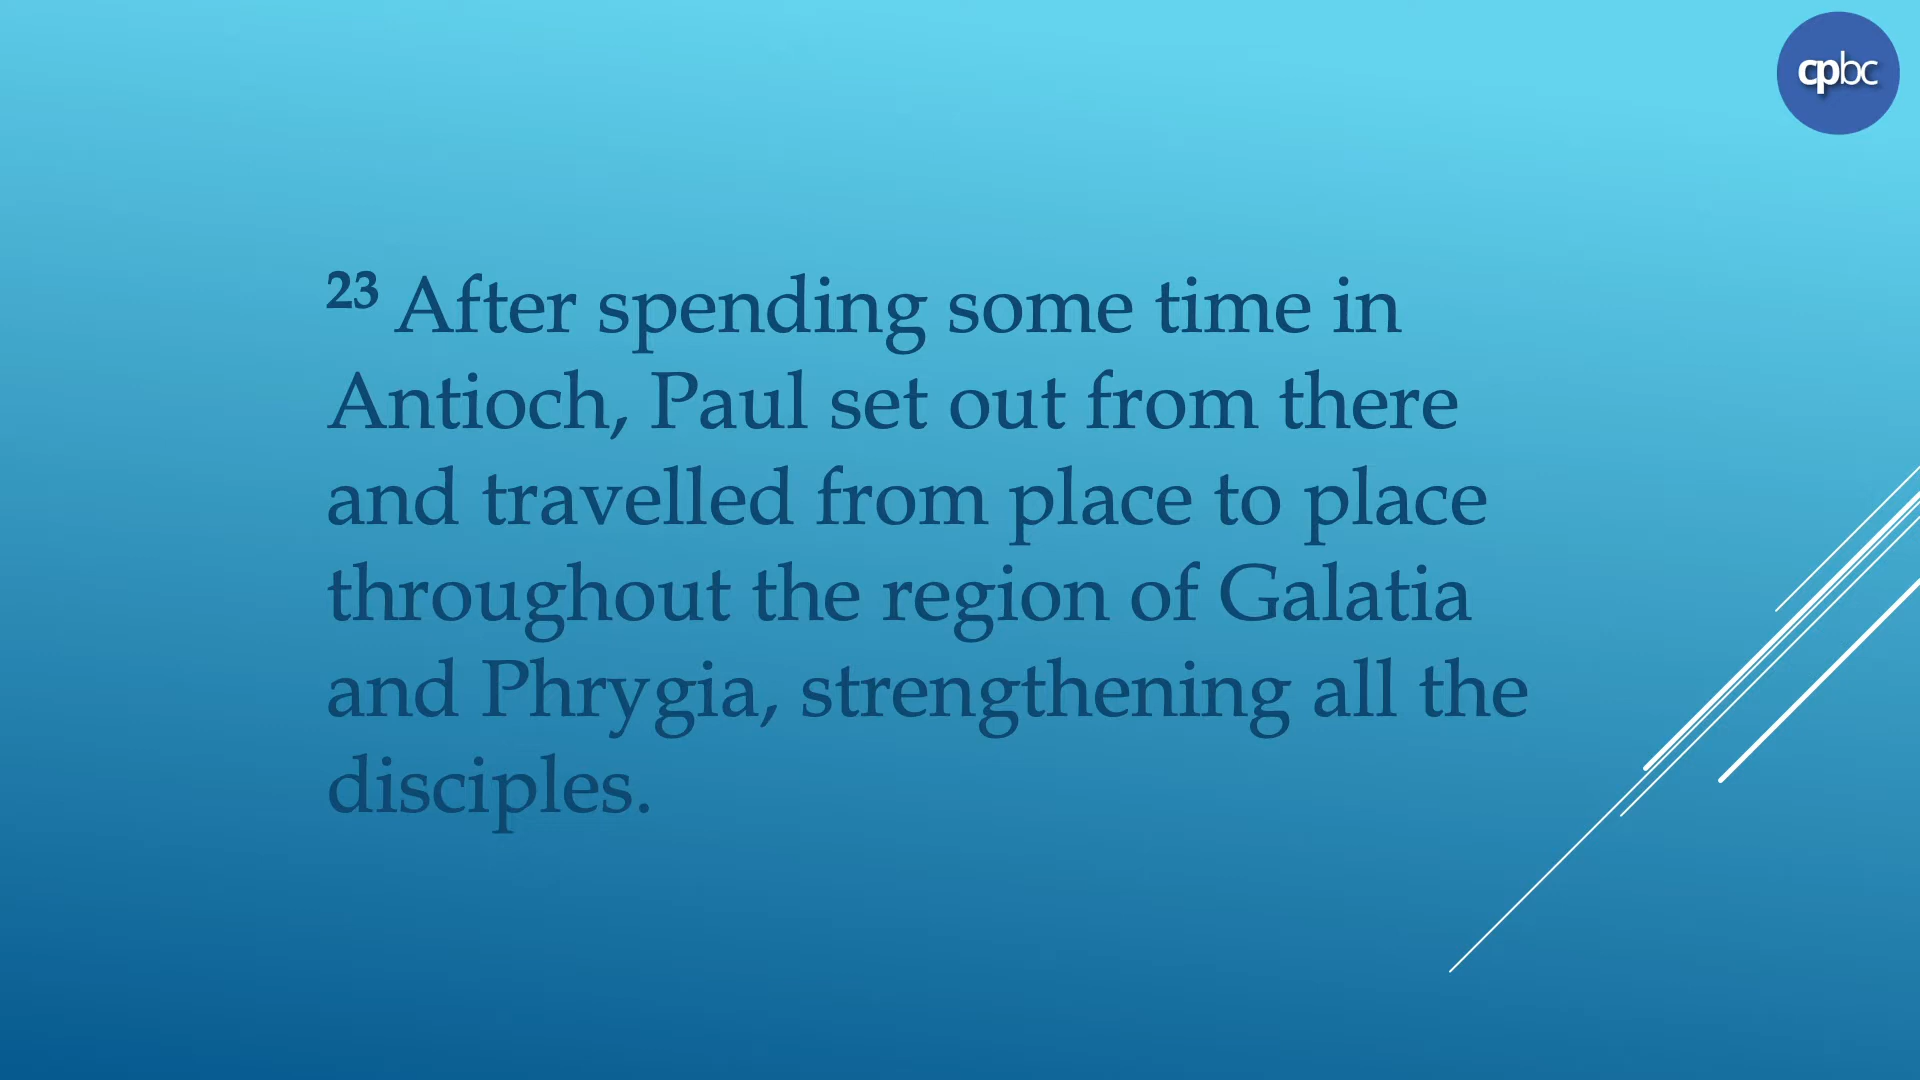 cpbc
23 After spending some time in
Antioch, Paul set out from there
and travelled from place to place
throughout the region of Galatia
and Phrygia, strengthening all the
disciples.